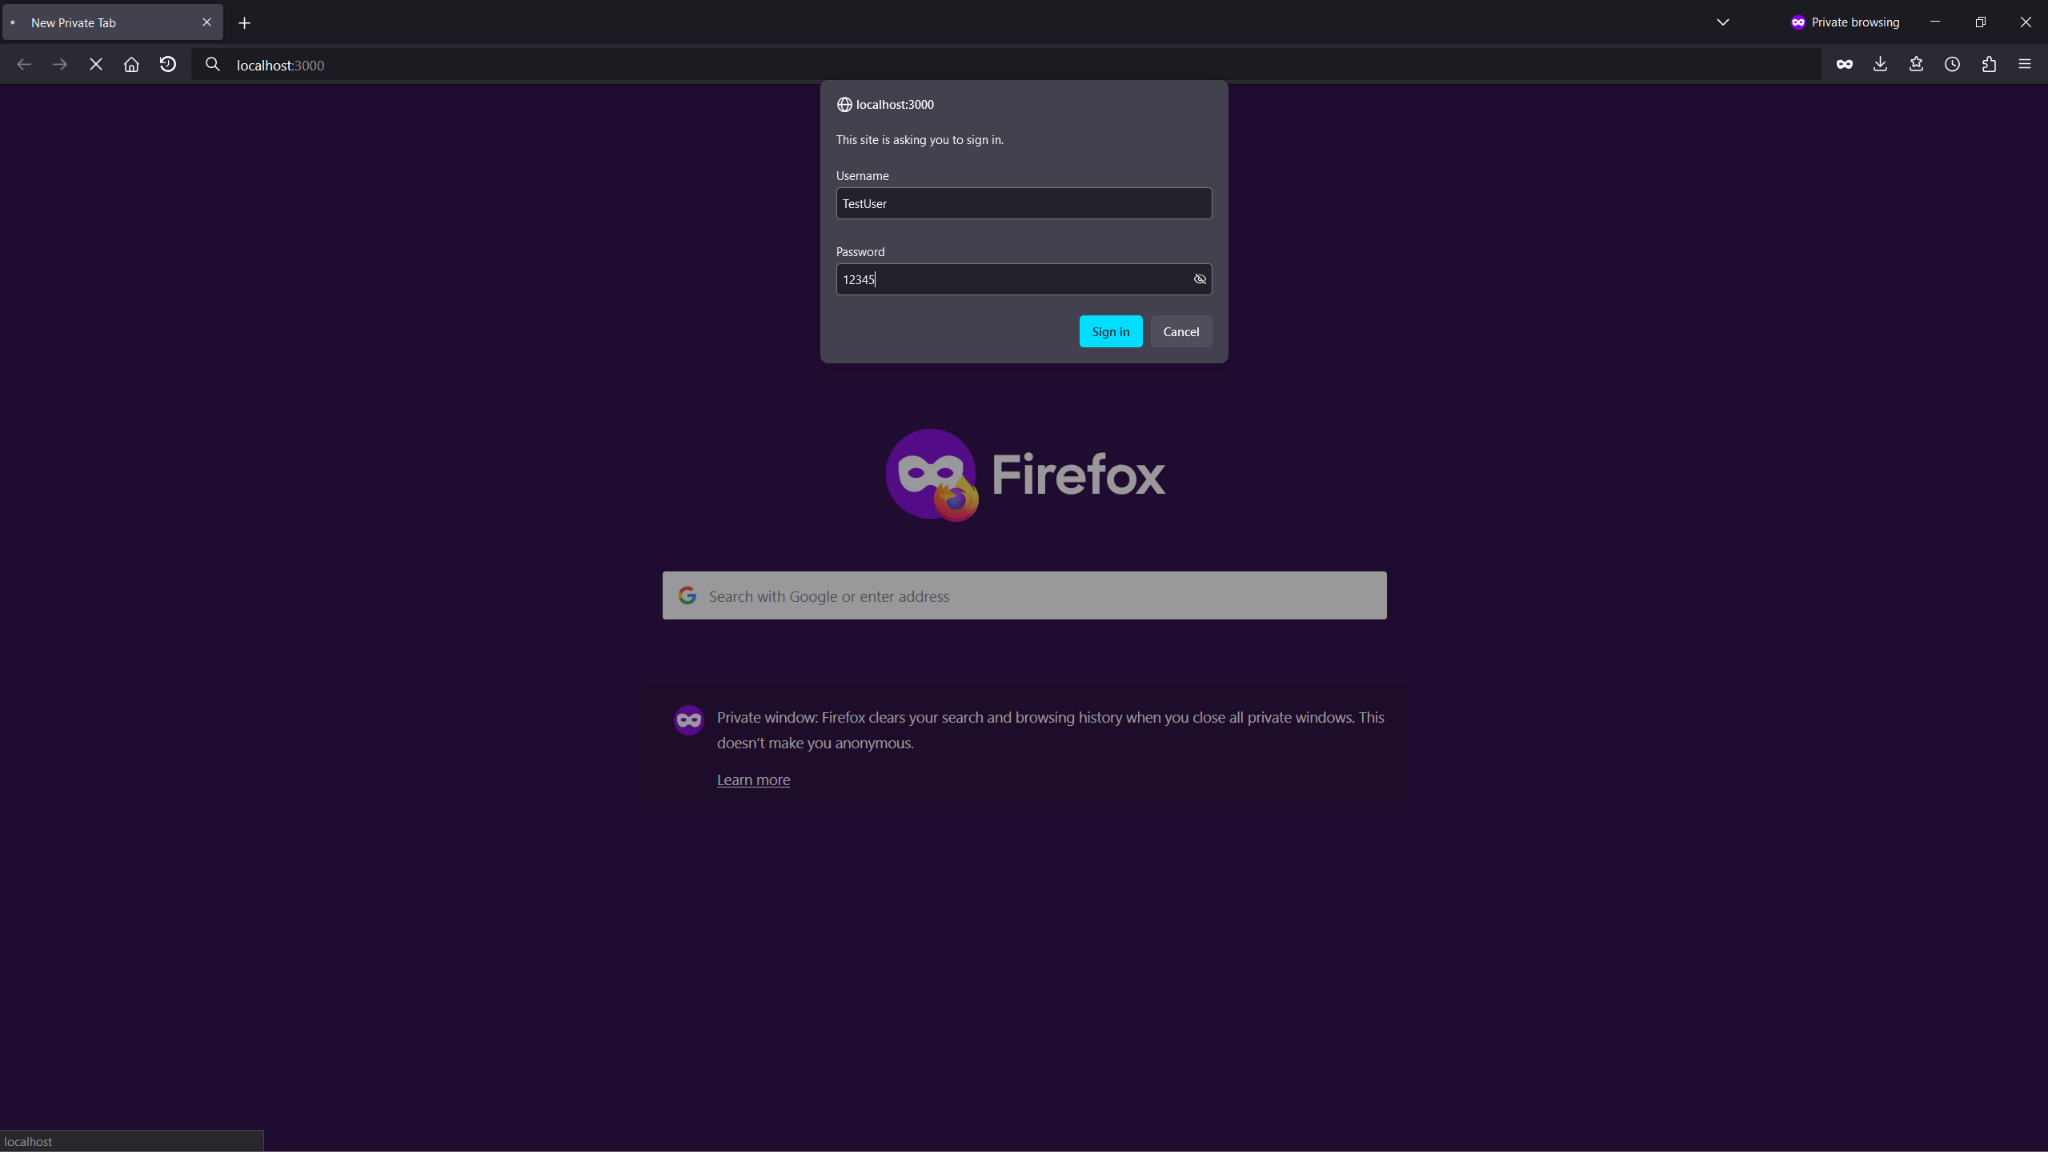 New Private Tab
Private browsing
localhost:3000
localhost:3000
This site is asking you to sign in.
Username
TestUser
Password
12345
Sign in
Cancel
Firefox
Search with Google or enter address
Private window: Firefox clears your search and browsing history when you close all private windows. This
doesn’t make you anonymous.
Learn more
localhost